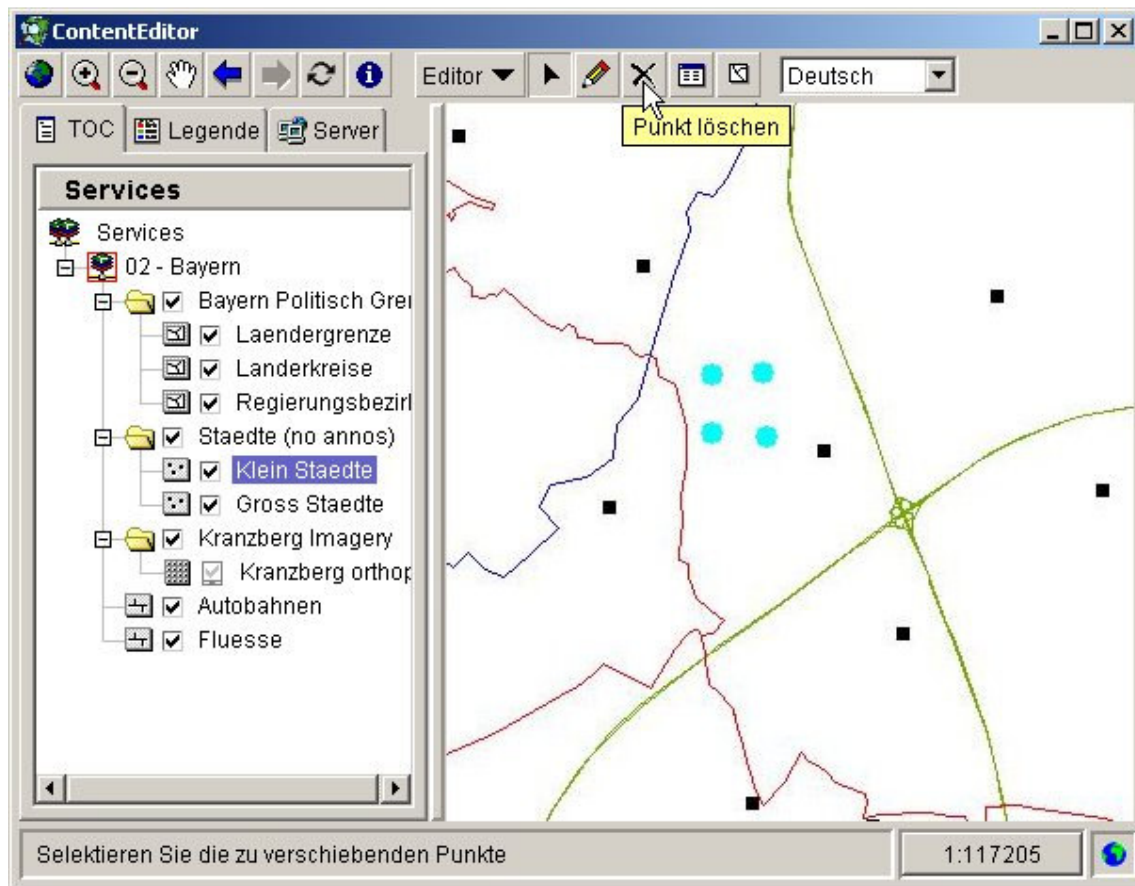 ContentEditor
Editor Deutsch
Punkt löschen
TOC Legende Server
Services
Services
02 - Bayern
Bayern Politisch Grer
Laendergrenze
Landerkreise
Regierungsbezirl
Staedte (no annos)
Klein Staedte
Gross Staedte
Kranzberg Imagery
Kranzberg orthop
Autobahnen
Fluesse
Selektieren Sie die zu verschiebenden Punkte 1:117205